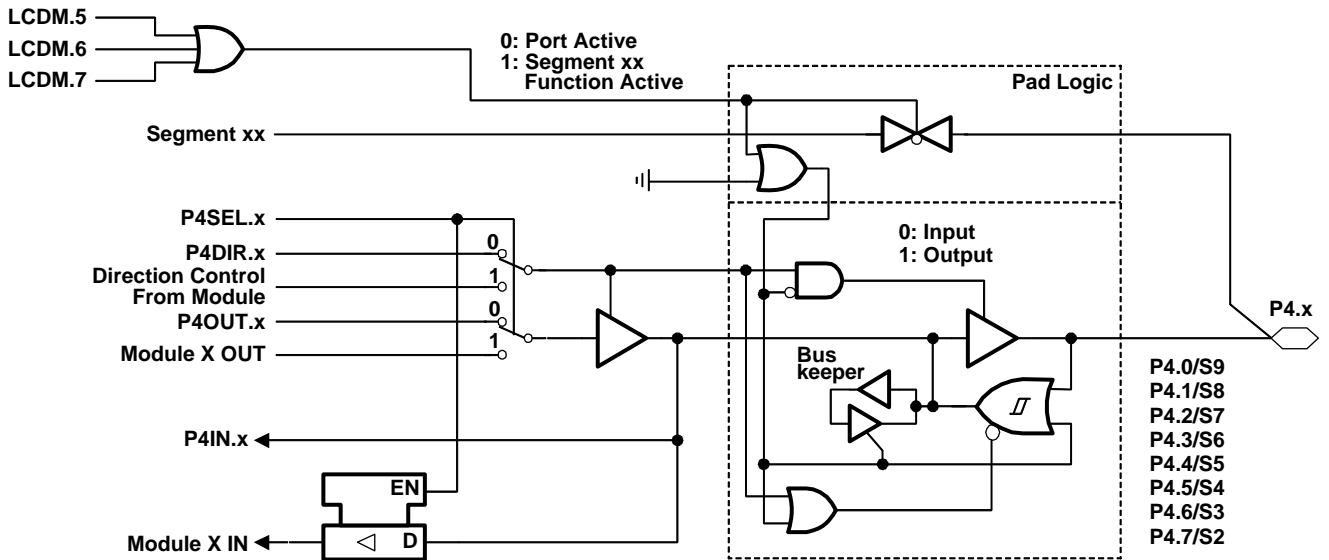 LCDM.5
LCDM.6
LCDM.7
0: Port Active
1: Segment xx
Function Active
Pad Logic
Segment xx
P4SEL.x
P4DIR.x
0
Direction Control
From Module
1
P4OUT.x
0
Module X OUT
1
0: Input
1: Output
P4.x
Bus
keeper
P4.0/S9
P4.1/S8
P4.2/S7
P4.3/S6
P4.4/S5
P4.5/S4
P4.6/S3
P4.7/S2
P4IN.x
EN
D
Module X IN